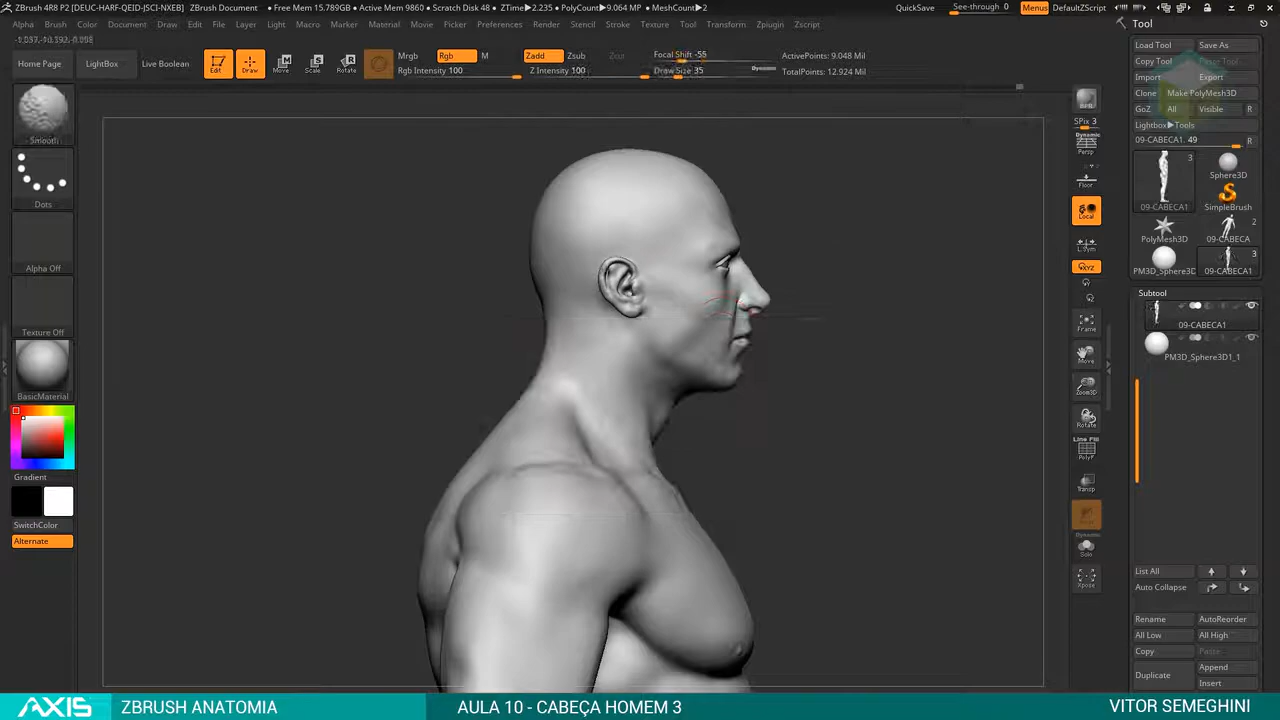 ZBrush 4R8 P2 [DEUC-HARF-QEID-JSCI-NXEB] ZBrush Document • Free Mem 15.789GB • Active Mem 9860 • Scratch Disk 48 • ZTime▶2.235 • PolyCount▶9.064 MP • MeshCount▶2
QuickSave See-through 0 Menus DefaultZScript
Alpha Brush Color Document Draw Edit File Layer Light Macro Marker Material Movie Picker Preferences Render Stencil Stroke Texture Tool Transform Zplugin Zscript
Tool
Home Page LightBox Live Boolean
Edit Draw Move Scale Rotate
Mrgb Rgb M
Rgb Intensity 100
Zadd Zsub Zcut
Z Intensity 100
Focal Shift -55
Draw Size 35 Dynamic
ActivePoints: 9.048 Mil
TotalPoints: 12.924 Mil
Smooth
Dots
Alpha Off
Texture Off
BasicMaterial
Gradient
SwitchColor
Alternate
BPR
SPix 3
Dynamic
Persp
Floor
Local
L.Sym
XYZ
Frame
Move
Zoom3D
Rotate
Line Fill
PolyF
Transp
Dynamic
Solo
Xpose
Load Tool Save As
Copy Tool Paste Tool
Import Export
Clone Make PolyMesh3D
GoZ All Visible R
Lightbox▶Tools
09-CABECA1. 49 R
3
09-CABECA1 Sphere3D
SimpleBrush
PolyMesh3D 2 09-CABECA
PM3D_Sphere3D 3 09-CABECA1
Subtool
09-CABECA1
PM3D_Sphere3D1_1
List All
Auto Collapse
Rename AutoReorder
All Low All High
Copy Paste
Duplicate Append
Insert
AXIS ZBRUSH ANATOMIA AULA 10 - CABEÇA HOMEM 3 VITOR SEMEGHINI